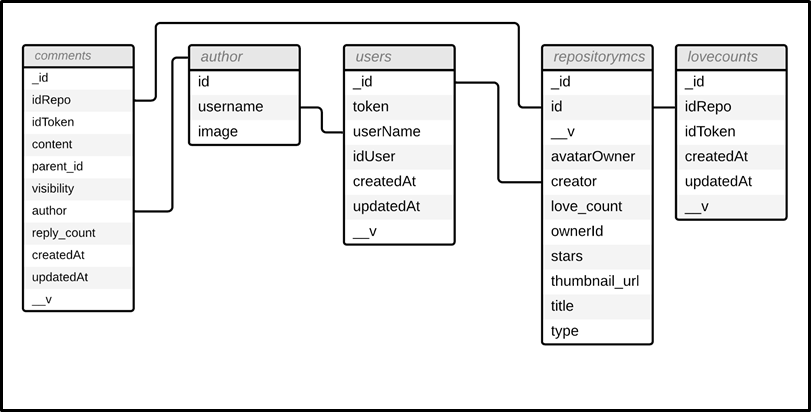 comments
_id
idRepo
idToken
content
parent_id
visibility
author
reply_count
createdAt
updatedAt
__v
author
id
username
image
users
_id
token
userName
idUser
createdAt
updatedAt
__v
repositorymcs
_id
id
__v
avatarOwner
creator
love_count
ownerId
stars
thumbnail_url
title
type
lovecounts
_id
idRepo
idToken
createdAt
updatedAt
__v